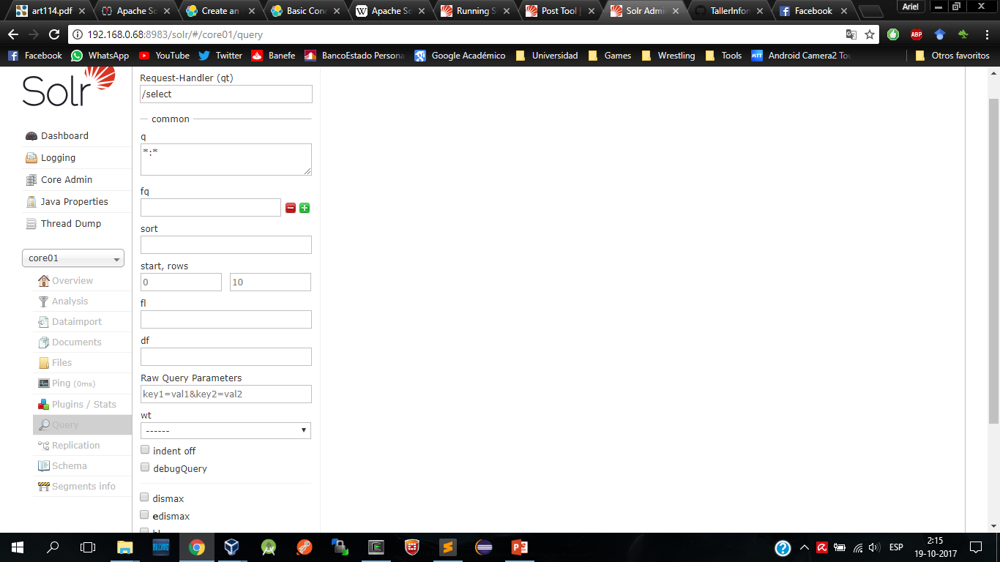 art114.pdf
Apache So
Create an
Basic Conc
Apache So
Running S
Post Tool |
Solr Admi
TallerInfor
Facebook
Ariel
192.168.0.68:8983/solr/#/core01/query
ABP
Facebook
WhatsApp
YouTube
Twitter
Banefe
BancoEstado Persona
Google Académico
Universidad
Games
Wrestling
Tools
MTT
Android Camera2 Tou
Otros favoritos
Solr
Dashboard
Logging
Core Admin
Java Properties
Thread Dump
core01
Overview
Analysis
Dataimport
Documents
Files
Ping (0ms)
Plugins / Stats
Query
Replication
Schema
Segments info
Request-Handler (qt)
/select
common
q
*:*
fq
sort
start, rows
0
10
fl
df
Raw Query Parameters
key1=val1&key2=val2
wt
------
indent off
debugQuery
dismax
edismax
ESP
2:15
19-10-2017